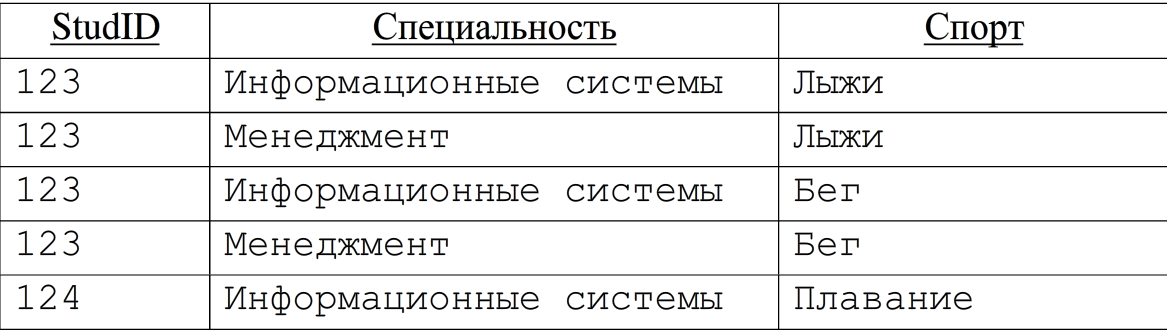 StudID Специальность Спорт
123 Информационные системы Лыжи
123 Менеджмент Лыжи
123 Информационные системы Бег
123 Менеджмент Бег
124 Информационные системы Плавание